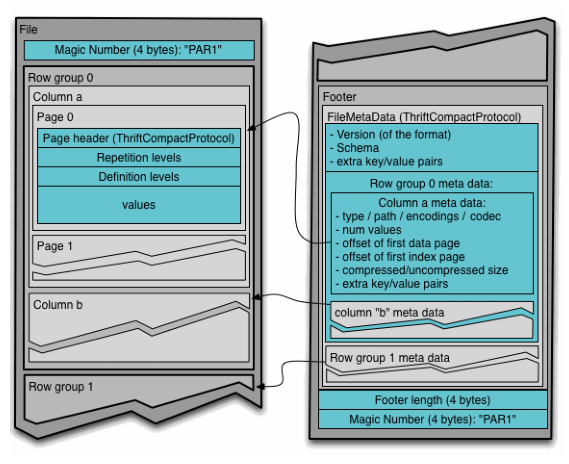 File
Magic Number (4 bytes): "PAR1"
Row group 0
Column a
Page 0
Page header (ThriftCompactProtocol)
Repetition levels
Definition levels
values
Page 1
Column b
Row group 1
Footer
FileMetaData (ThriftCompactProtocol)
- Version (of the format)
- Schema
- extra key/value pairs
Row group 0 meta data:
Column a meta data:
- type / path / encodings / codec
- num values
- offset of first data page
- offset of first index page
- compressed/uncompressed size
- extra key/value pairs
column "b" meta data
Row group 1 meta data
Footer length (4 bytes)
Magic Number (4 bytes): "PAR1"